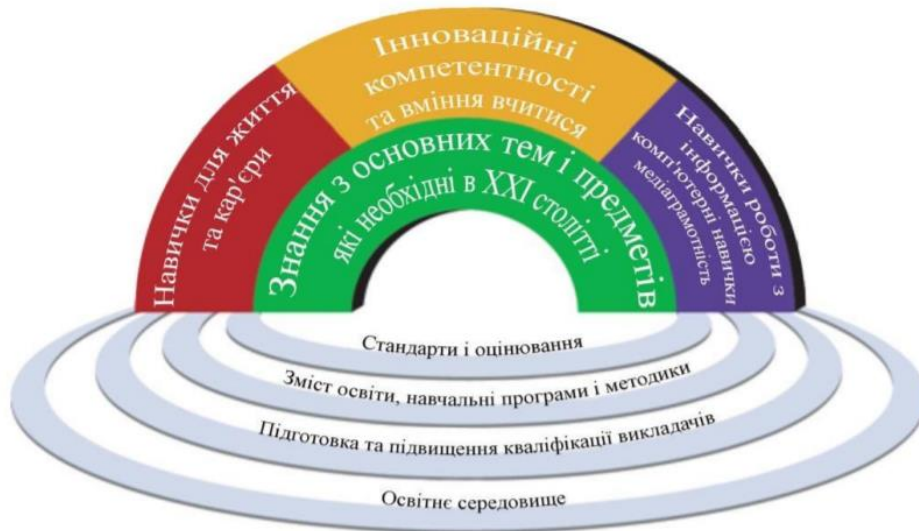 Інноваційні
компетентності
та вміння вчитися
Навички для життя
та кар'єри
Знання з основних тем і предметів
які необхідні в XXI столітті
Навички роботи з
інформацією
комп'ютерні навички
медіаграмотність
Стандарти і оцінювання
Зміст освіти, навчальні програми і методики
Підготовка та підвищення кваліфікації викладачів
Освітнє середовище